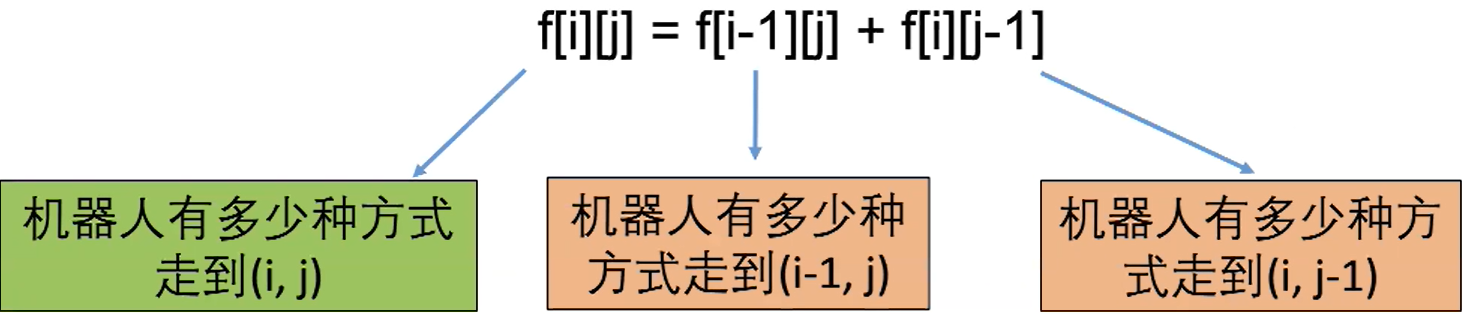 f[i][j] = f[i-1][j] + f[i][j-1]
机器人有多少种方式
走到(i, j)
机器人有多少种
方式走到(i-1, j)
机器人有多少种方
式走到(i, j-1)